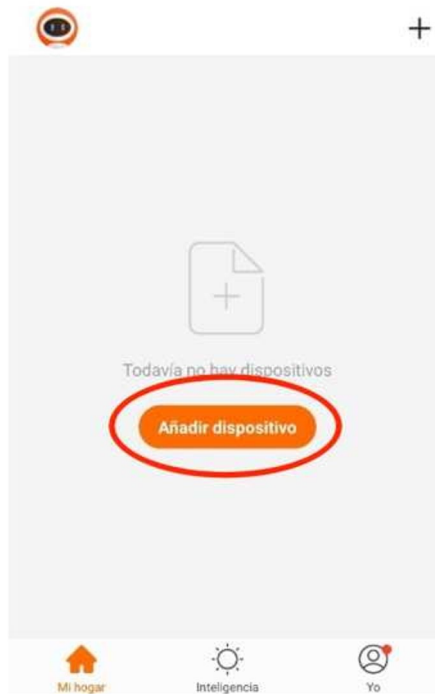 Todavía no hay dispositivos
Añadir dispositivo
Mi hogar
Inteligencia
Yo